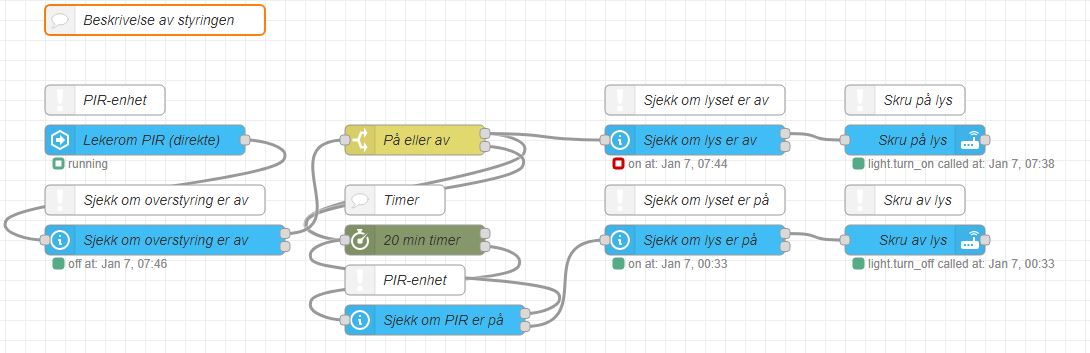 Beskrivelse av styringen
PIR-enhet
Sjekk om lyset er av
Skru på lys
Lekerom PIR (direkte)
På eller av
Sjekk om lys er av
Skru på lys
running
on at: Jan 7, 07:44
light.turn_on called at: Jan 7, 07:38
Sjekk om overstyring er av
Timer
Sjekk om lyset er på
Skru av lys
Sjekk om overstyring er av
20 min timer
Sjekk om lys er på
Skru av lys
off at: Jan 7, 07:46
on at: Jan 7, 00:33
light.turn_off called at: Jan 7, 00:33
PIR-enhet
Sjekk om PIR er på